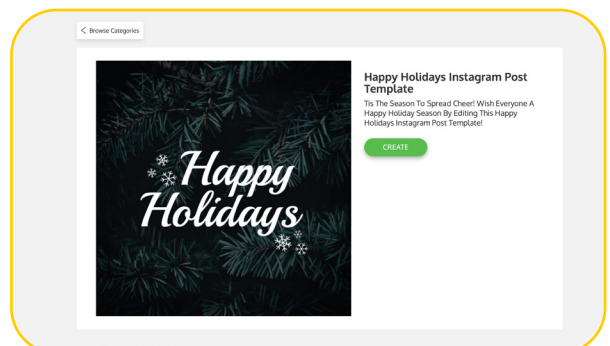 Browse Categories
Happy
Holidays
Happy Holidays Instagram Post
Template
Tis The Season To Spread Cheer! Wish Everyone A
Happy Holiday Season By Editing This Happy
Holidays Instagram Post Template!
CREATE